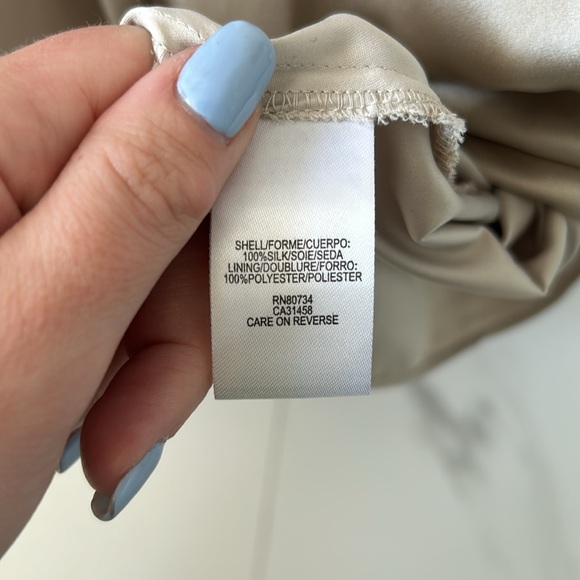 SHELL/FORME/CUERPO:
100%SILK/SOIE/SEDA
LINING/DOUBLURE/FORRO:
100%POLYESTER/POLIESTER
RN80734
CA31458
CARE ON REVERSE